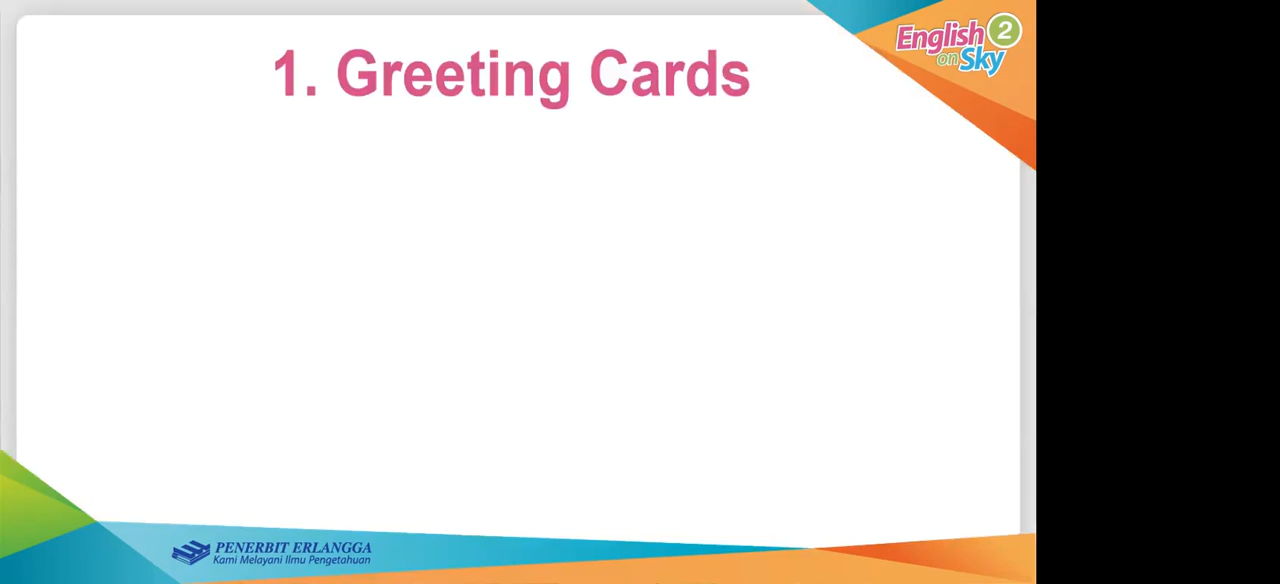 1. Greeting Cards
English 2
on Sky
PENERBIT ERLANGGA
Kami Melayani Ilmu Pengetahuan